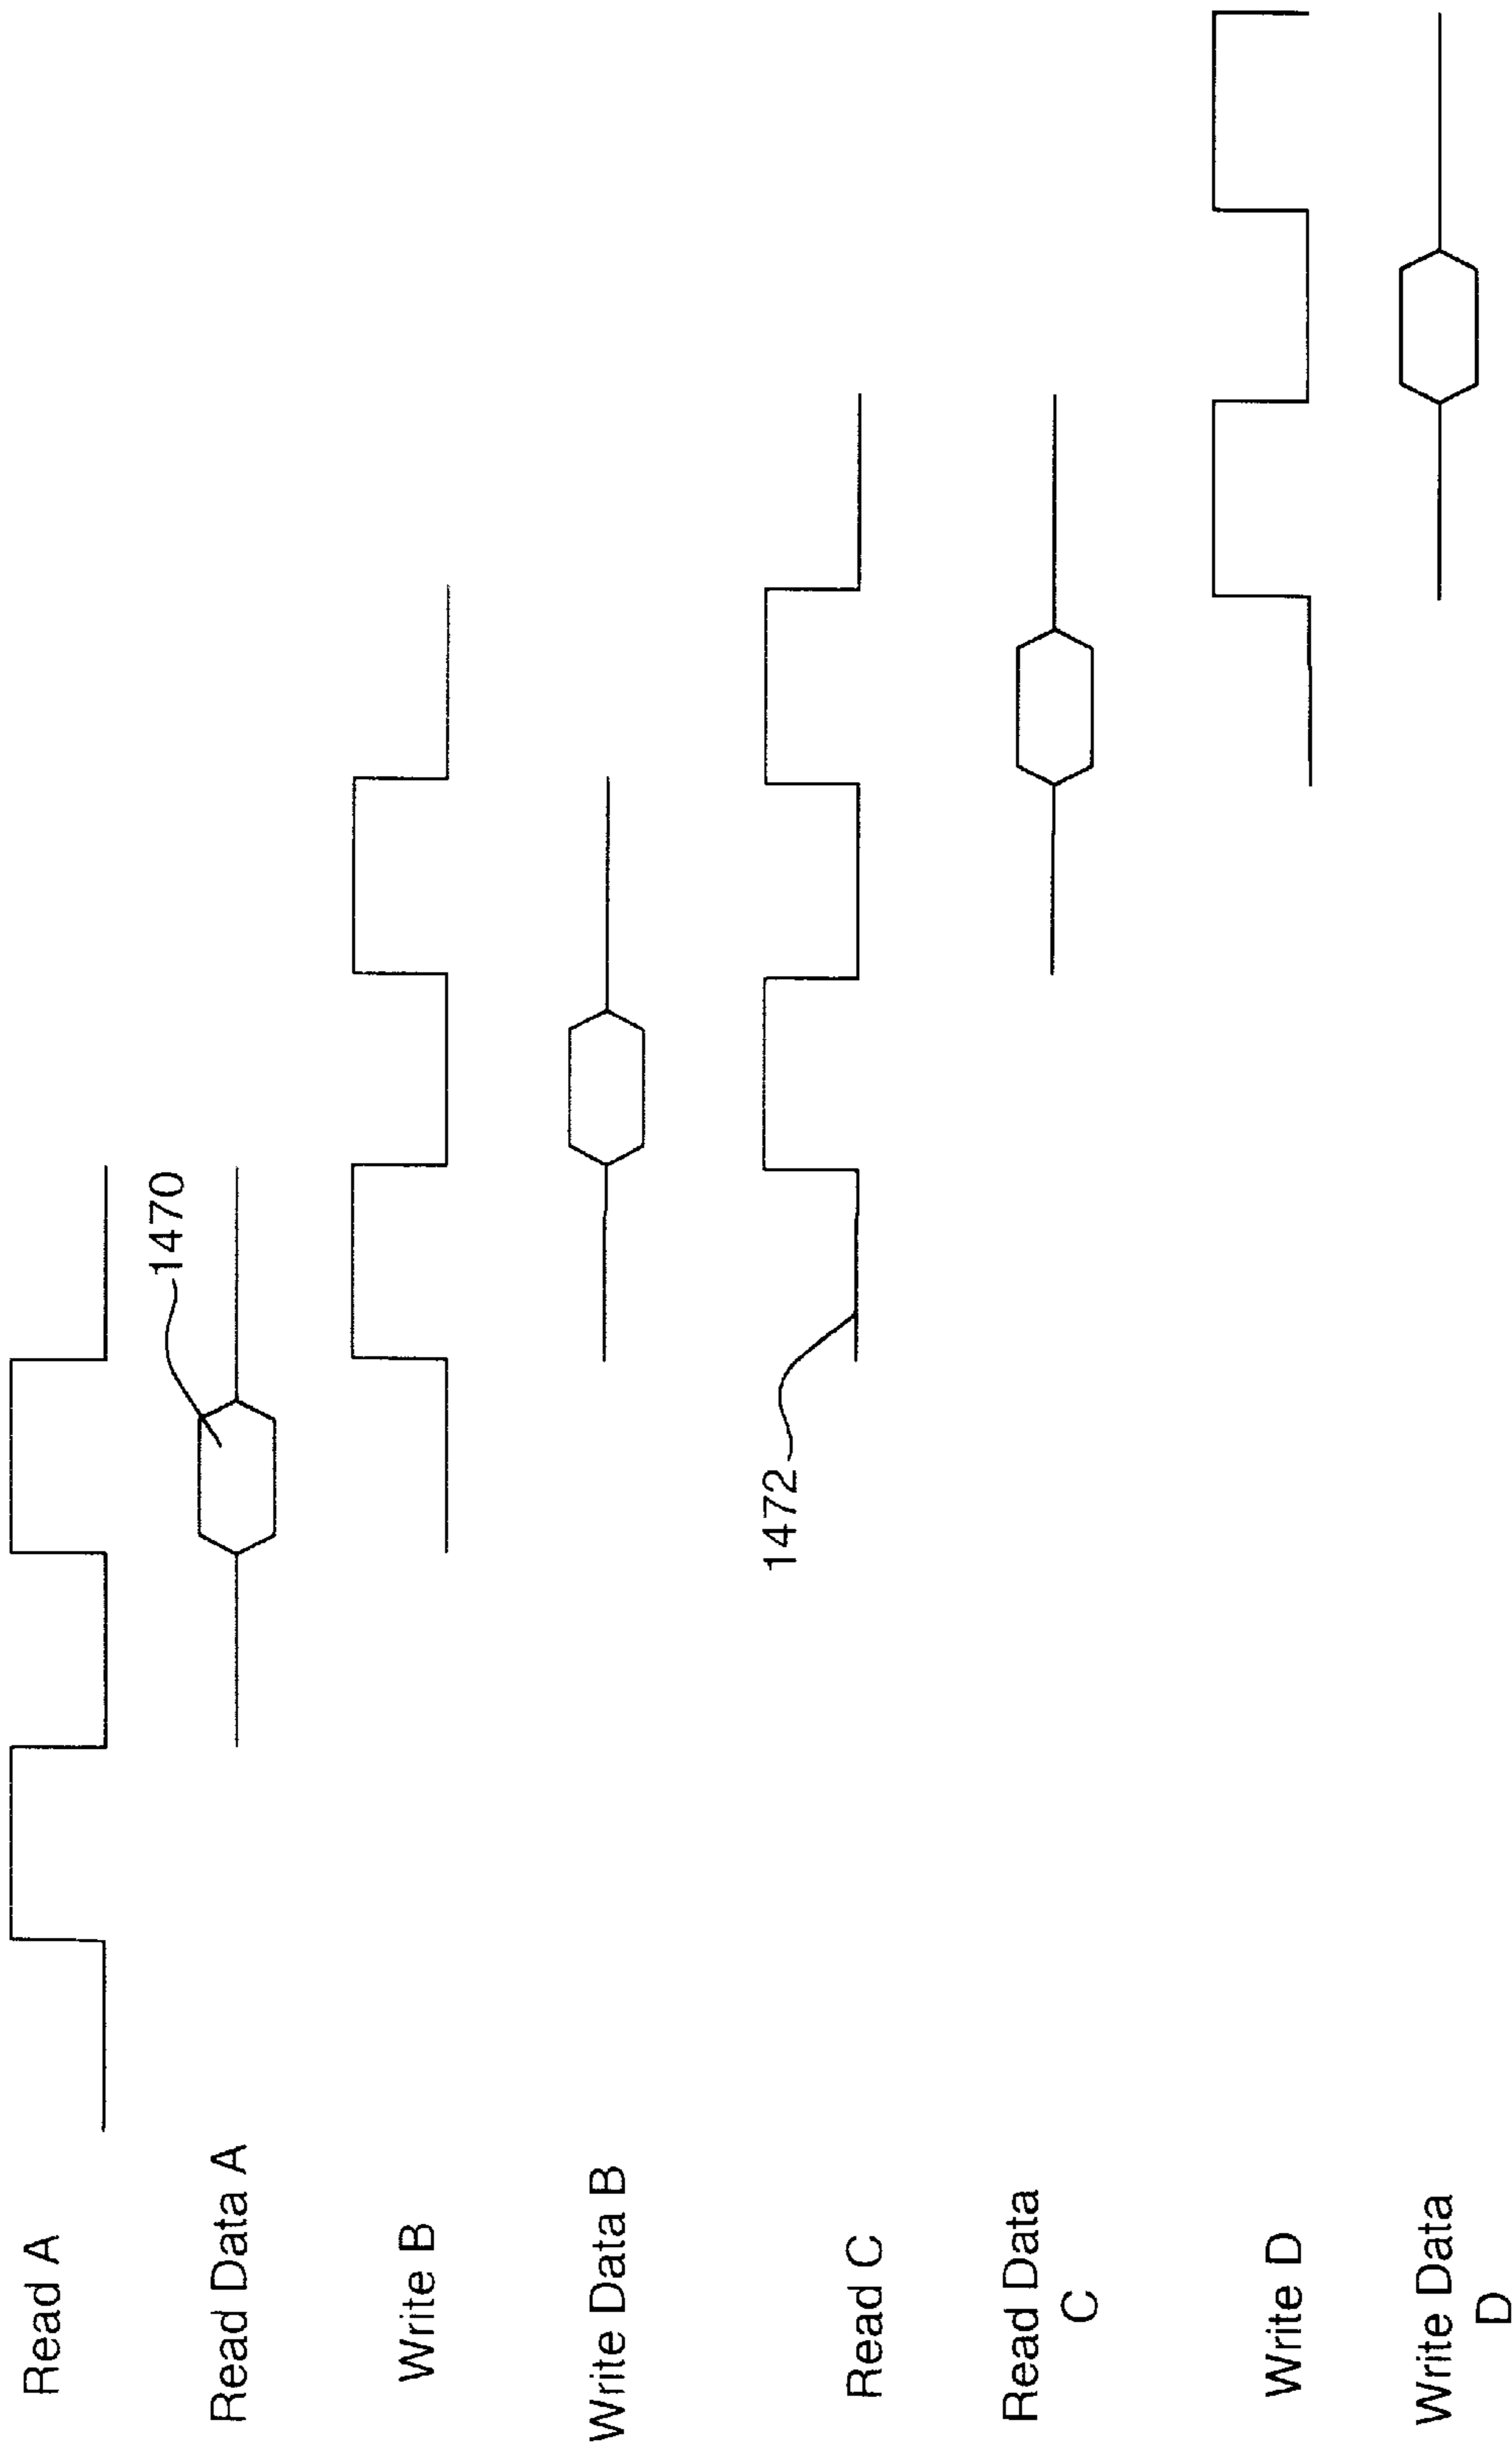 Read A
1470
Read Data A
Write B
Write Data B
1472
Read C
Read Data
C
Write D
Write Data
D